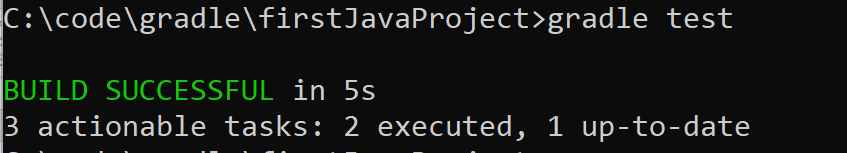 C:\code\gradle\firstJavaProject>gradle test
BUILD SUCCESSFUL in 5s
3 actionable tasks: 2 executed, 1 up-to-date